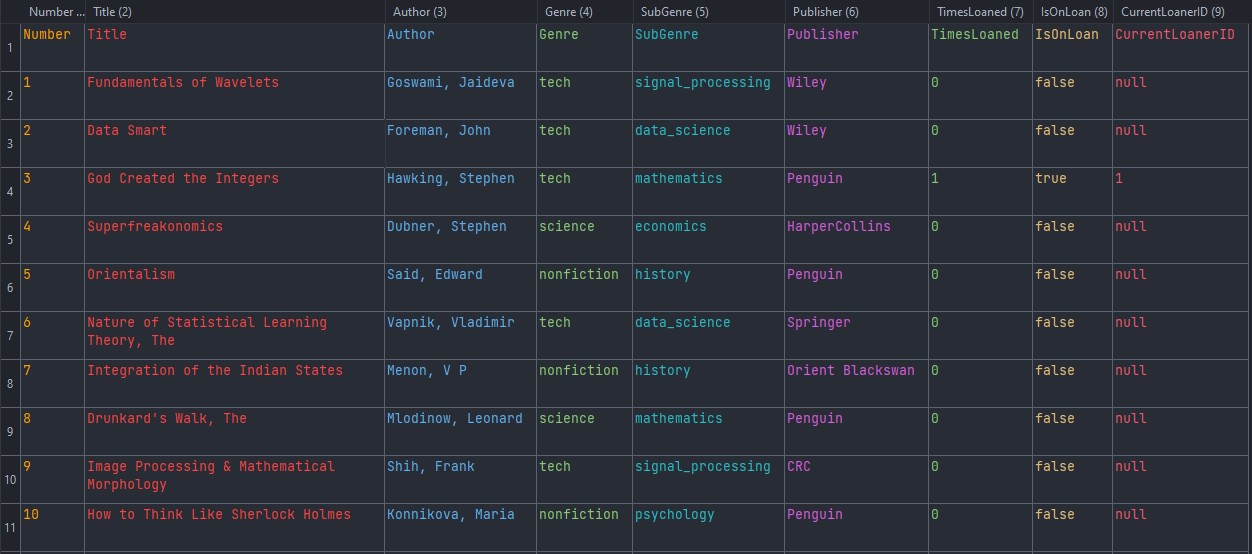 Number ... Title (2) Author (3) Genre (4) SubGenre (5) Publisher (6) TimesLoaned (7) IsOnLoan (8) CurrentLoanerID (9)
1 Number Title Author Genre SubGenre Publisher TimesLoaned IsOnLoan CurrentLoanerID
2 1 Fundamentals of Wavelets Goswami, Jaideva tech signal_processing Wiley 0 false null
3 2 Data Smart Foreman, John tech data_science Wiley 0 false null
4 3 God Created the Integers Hawking, Stephen tech mathematics Penguin 1 true 1
5 4 Superfreakonomics Dubner, Stephen science economics HarperCollins 0 false null
6 5 Orientalism Said, Edward nonfiction history Penguin 0 false null
7 6 Nature of Statistical Learning Vapnik, Vladimir tech data_science Springer 0 false null
Theory, The
8 7 Integration of the Indian States Menon, V P nonfiction history Orient Blackswan 0 false null
9 8 Drunkard's Walk, The Mlodinow, Leonard science mathematics Penguin 0 false null
10 9 Image Processing & Mathematical Shih, Frank tech signal_processing CRC 0 false null
Morphology
11 10 How to Think Like Sherlock Holmes Konnikova, Maria nonfiction psychology Penguin 0 false null